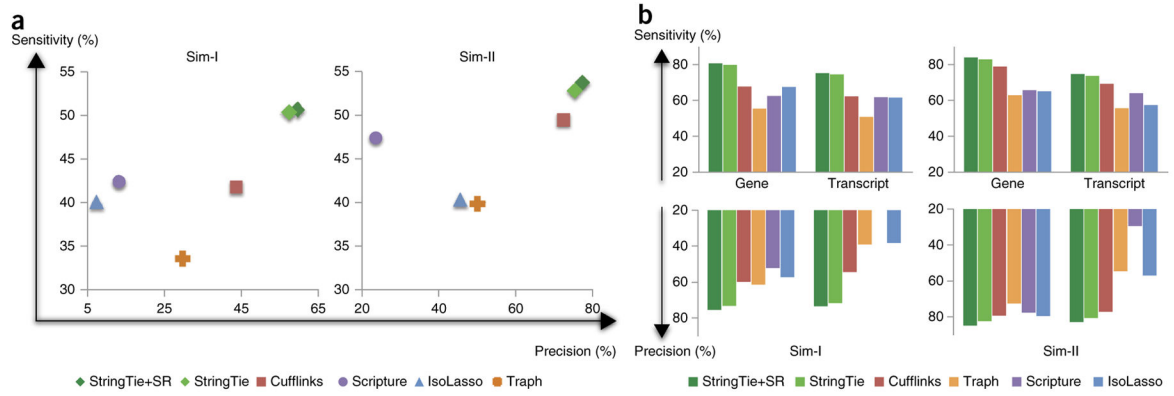 a
Sensitivity (%)
Sim-I
Sim-II
55
50
45
40
35
30
5
25
45
65
55
50
45
40
35
30
20
40
60
80
Precision (%)
StringTie+SR StringTie Cufflinks Scripture IsoLasso Traph
b
Sensitivity (%)
80
60
40
20
Gene Transcript
80
60
40
20
Gene Transcript
20
40
60
80
20
40
60
80
Precision (%)
Sim-I
Sim-II
StringTie+SR StringTie Cufflinks Traph Scripture IsoLasso